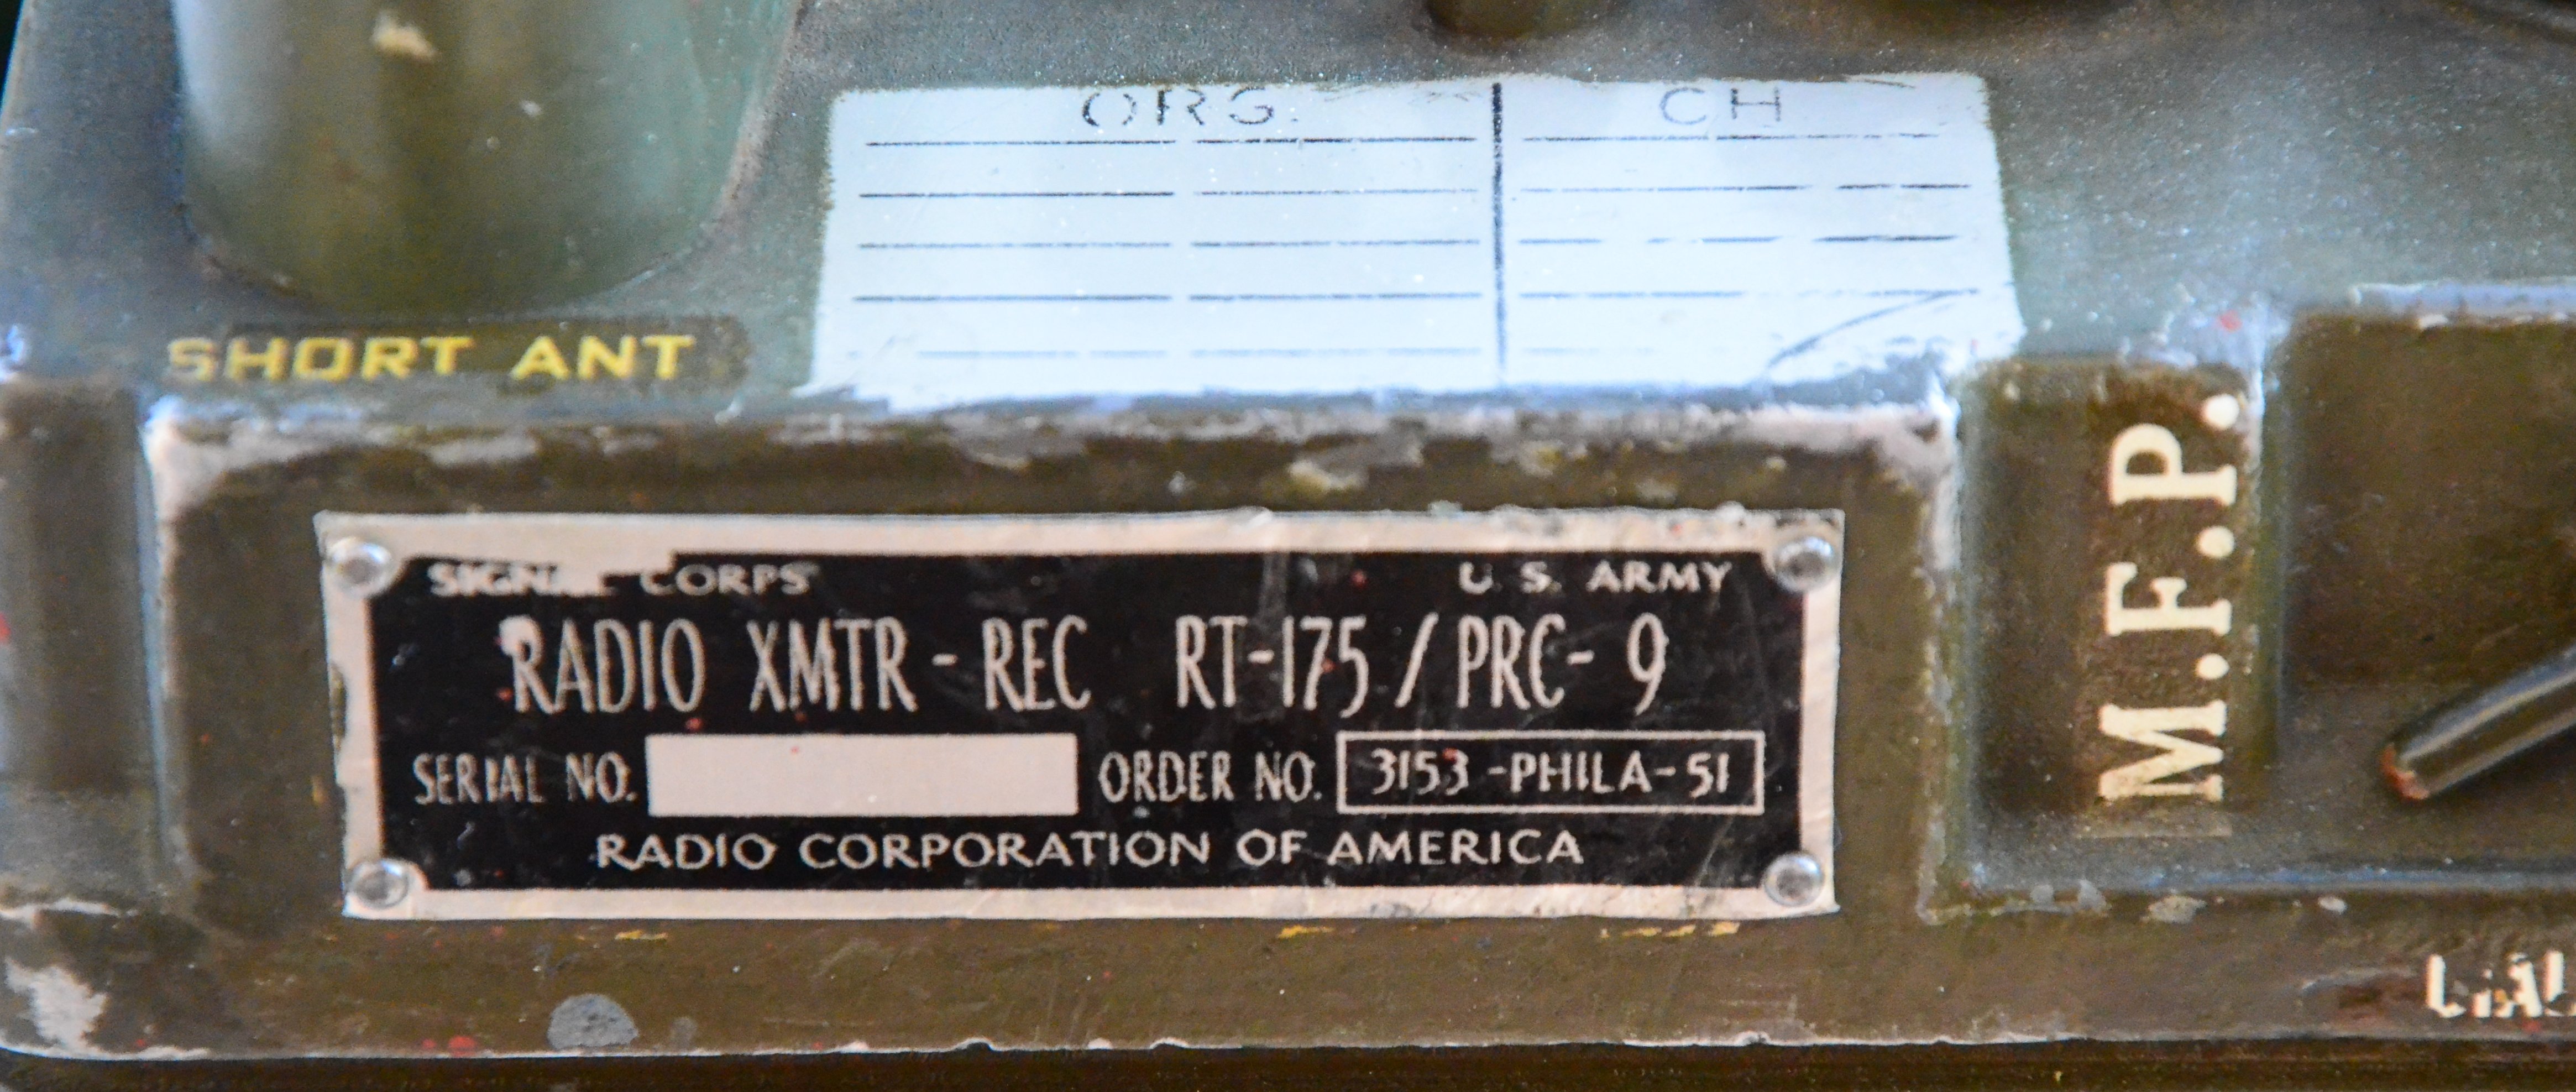 ORG. CH
SHORT ANT
SIGNAL CORPS U. S. ARMY
RADIO XMTR - REC RT-175 / PRC - 9
SERIAL NO. ORDER NO. 3153 -PHILA- 51
RADIO CORPORATION OF AMERICA
M.F.P.